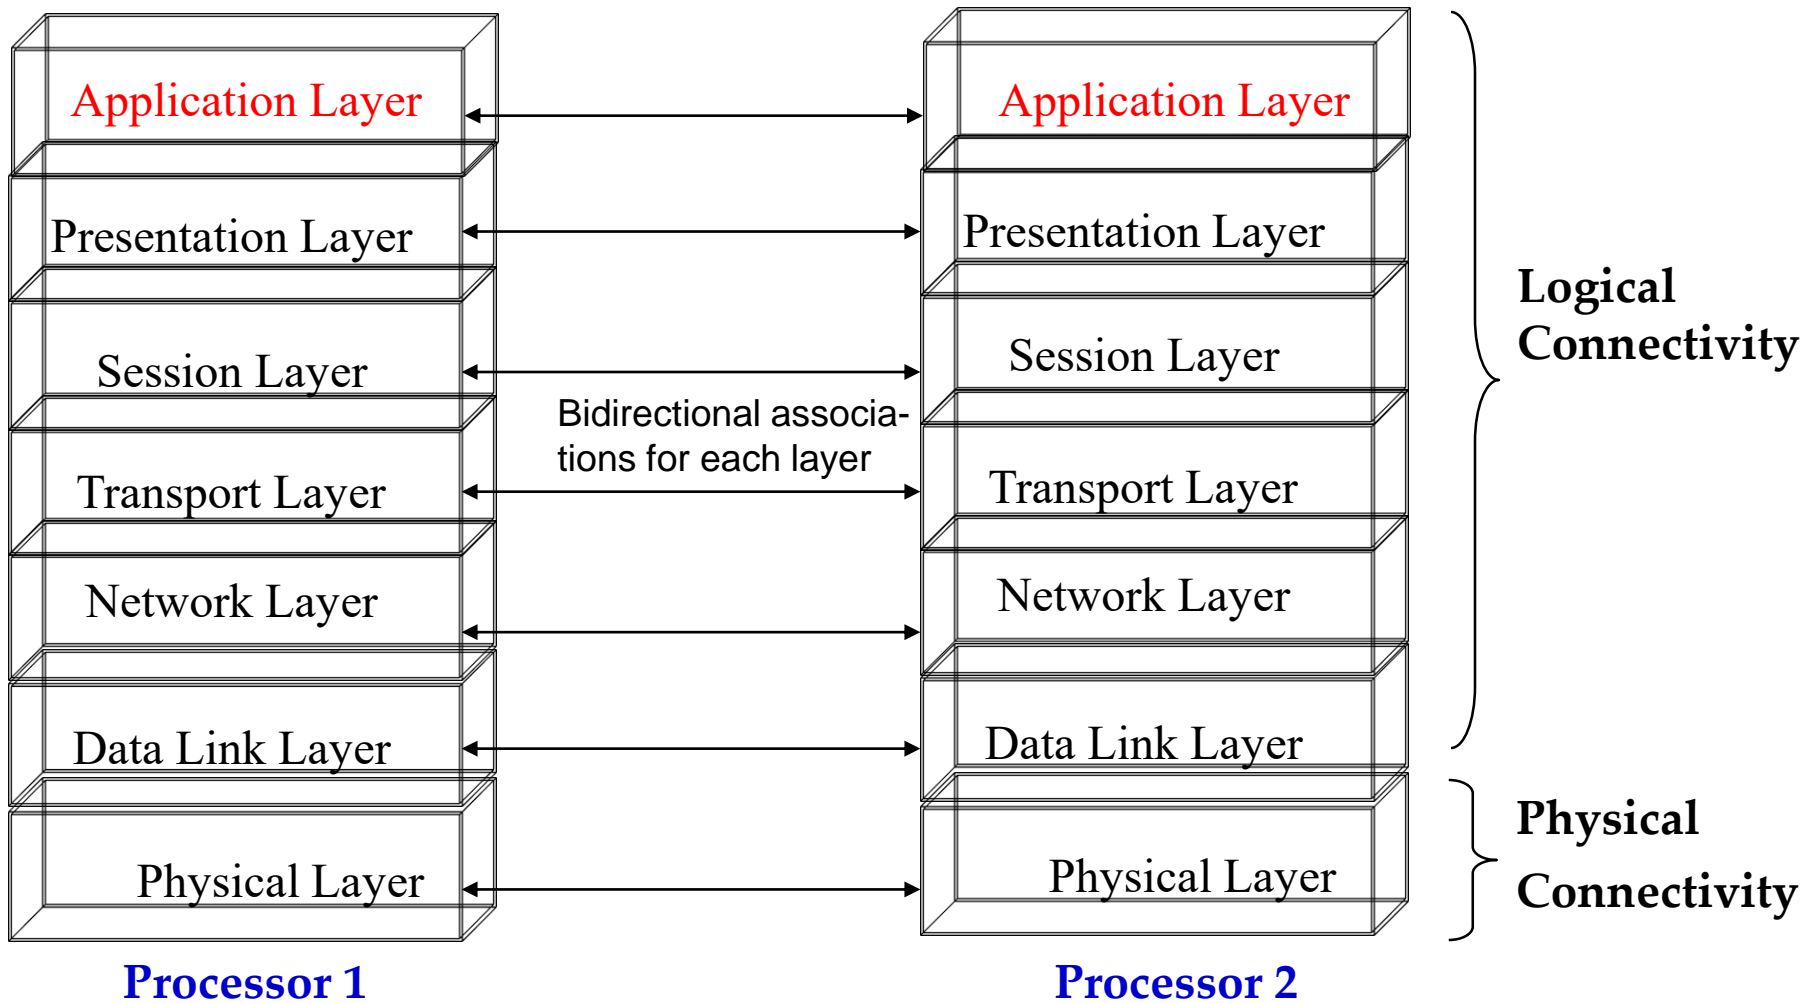 Application Layer
Application Layer
Presentation Layer
Presentation Layer
Logical
Connectivity
Session Layer
Session Layer
Bidirectional associa-
tions for each layer
Transport Layer
Transport Layer
Network Layer
Network Layer
Data Link Layer
Data Link Layer
Physical
Connectivity
Physical Layer
Physical Layer
Processor 1
Processor 2